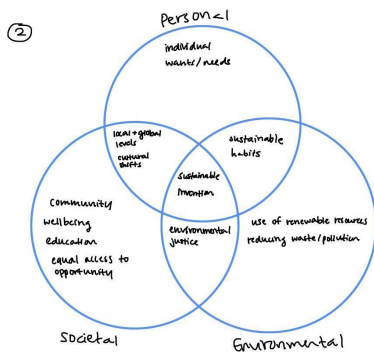 ②
Personal
individual
wants/needs
local + global
levels
cultural
shifts
sustainable
habits
sustainable
invention
community
wellbeing
education
equal access to
opportunity
environmental
justice
use of renewable resources
reducing waste/pollution
Societal
Environmental